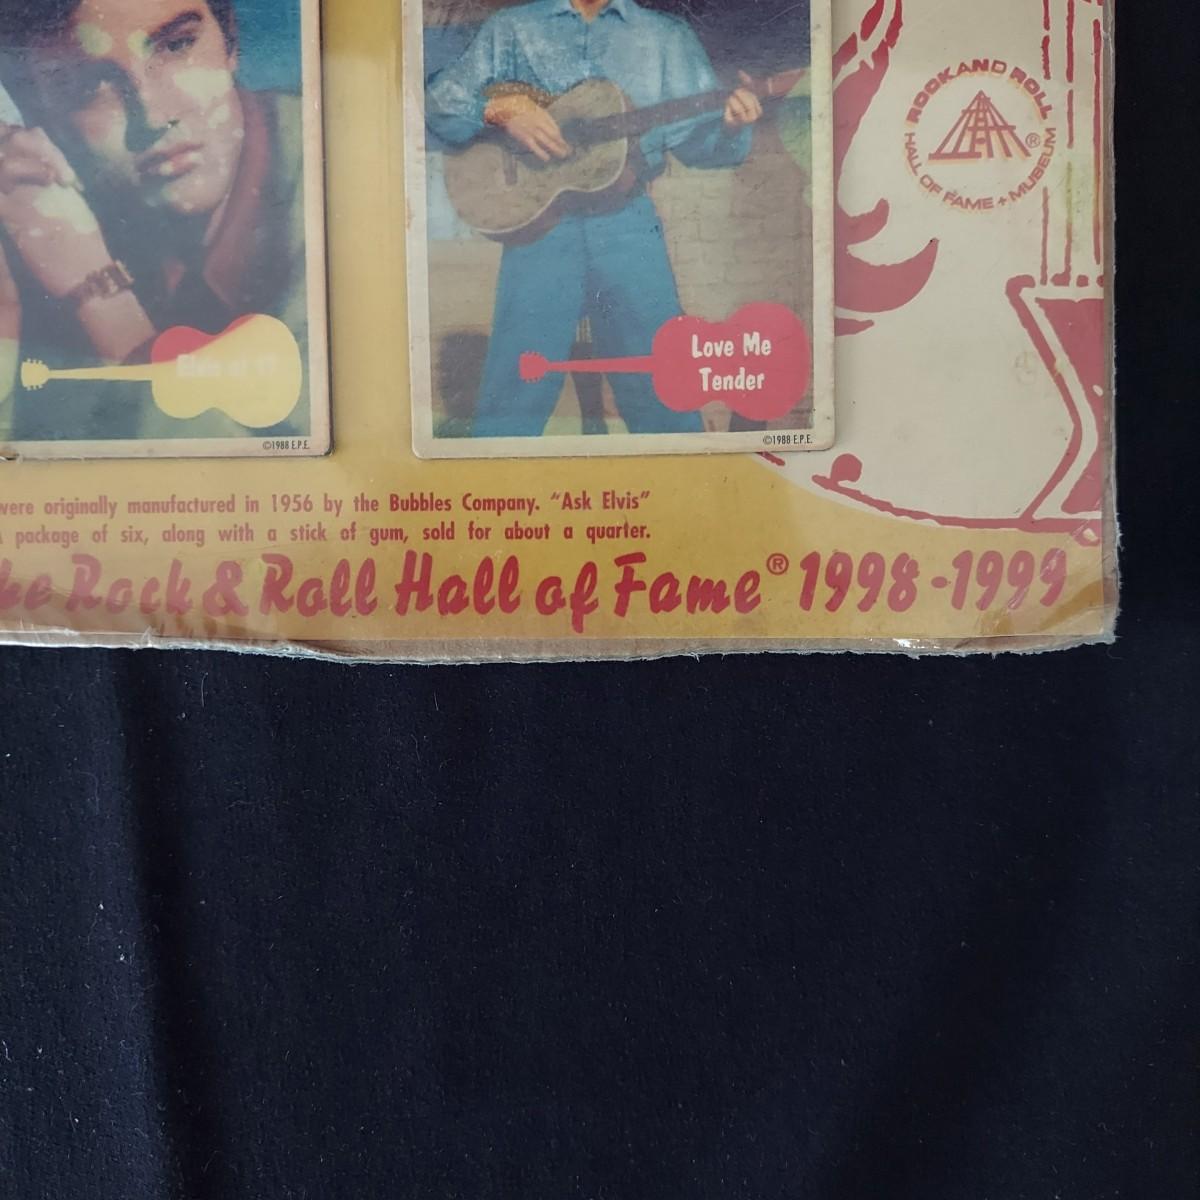 ROCK AND ROLL
HALL OF FAME + MUSEUM
®
Elvis at
Love Me
Tender
©1988 E.P.E.
©1988 E.P.E.
were originally manufactured in 1956 by the Bubbles Company. “Ask Elvis”
package of six, along with a stick of gum, sold for about a quarter.
Rock & Roll Hall of Fame® 1998-1999